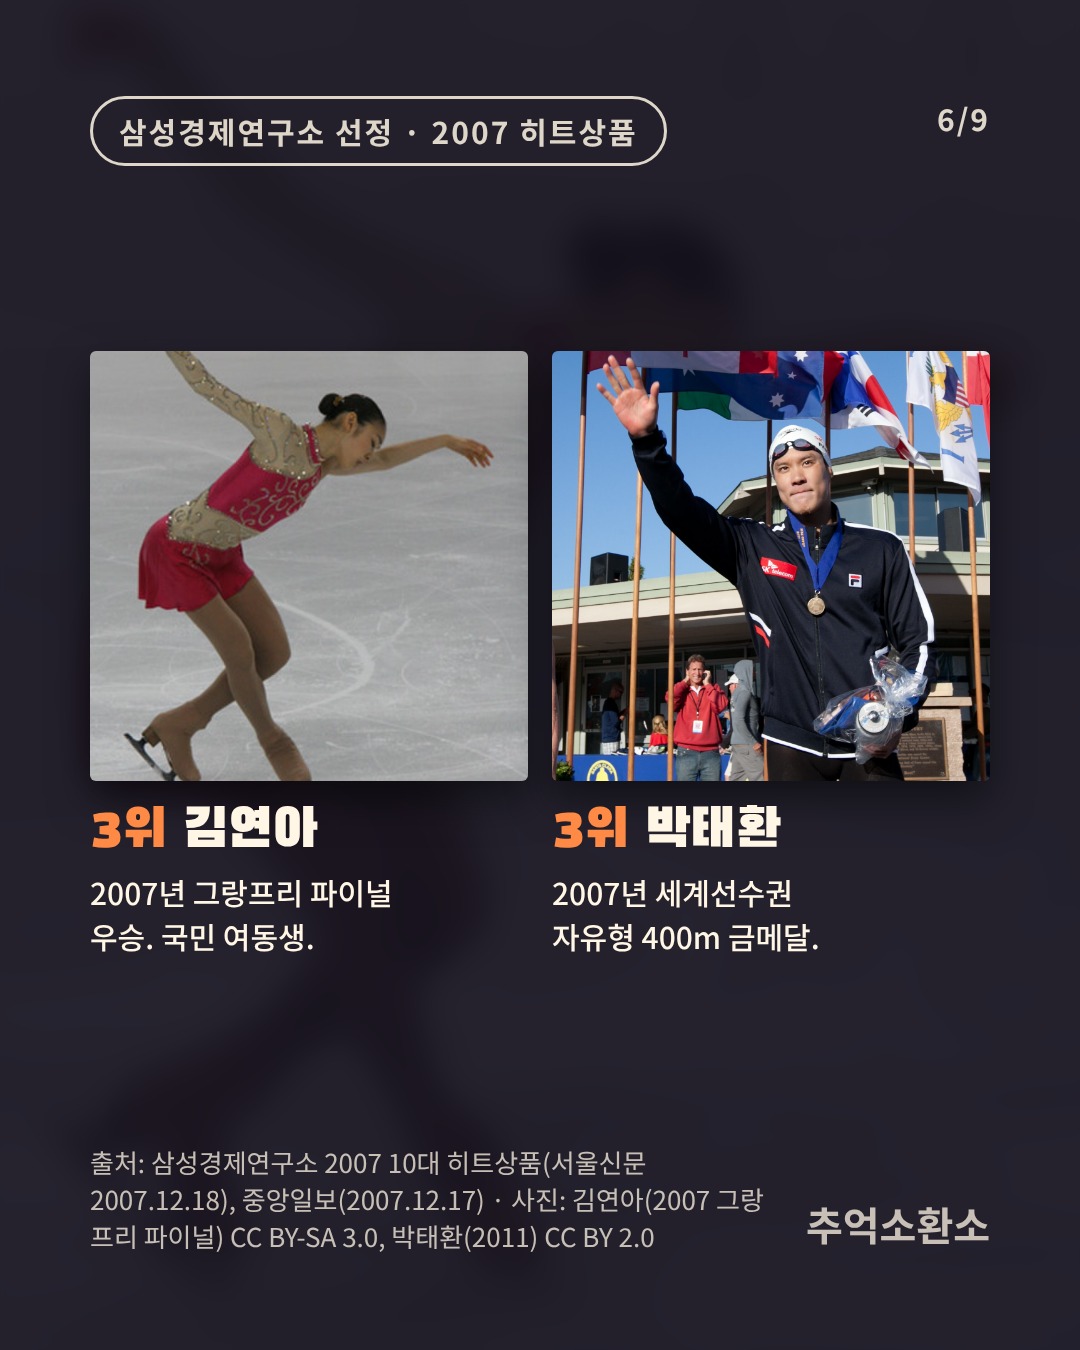 삼성경제연구소 선정 · 2007 히트상품
6/9
SK telecom
3위 김연아
2007년 그랑프리 파이널
우승. 국민 여동생.
3위 박태환
2007년 세계선수권
자유형 400m 금메달.
출처: 삼성경제연구소 2007 10대 히트상품(서울신문
2007.12.18), 중앙일보(2007.12.17) · 사진: 김연아(2007 그랑
프리 파이널) CC BY-SA 3.0, 박태환(2011) CC BY 2.0
추억소환소